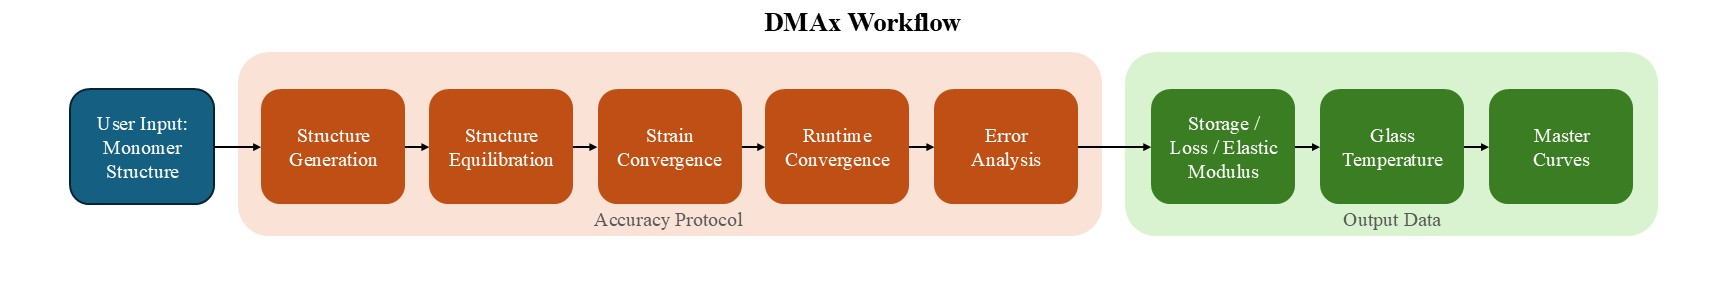 DMAx Workflow
User Input:
Monomer
Structure
Structure
Generation
Structure
Equilibration
Strain
Convergence
Runtime
Convergence
Error
Analysis
Accuracy Protocol
Storage /
Loss / Elastic
Modulus
Glass
Temperature
Master
Curves
Output Data